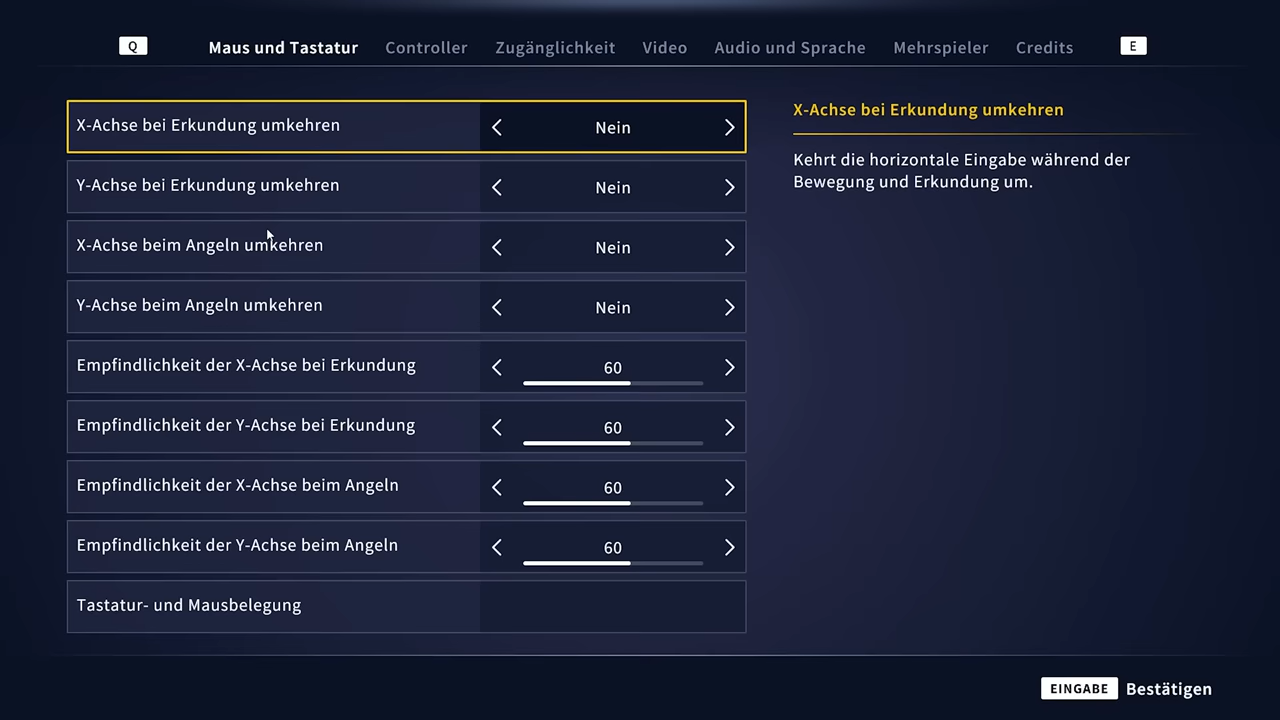 Q Maus und Tastatur Controller Zugänglichkeit Video Audio und Sprache Mehrspieler Credits E
X-Achse bei Erkundung umkehren Nein
Y-Achse bei Erkundung umkehren Nein
X-Achse beim Angeln umkehren Nein
Y-Achse beim Angeln umkehren Nein
Empfindlichkeit der X-Achse bei Erkundung 60
Empfindlichkeit der Y-Achse bei Erkundung 60
Empfindlichkeit der X-Achse beim Angeln 60
Empfindlichkeit der Y-Achse beim Angeln 60
Tastatur- und Mausbelegung
X-Achse bei Erkundung umkehren
Kehrt die horizontale Eingabe während der
Bewegung und Erkundung um.
EINGABE Bestätigen